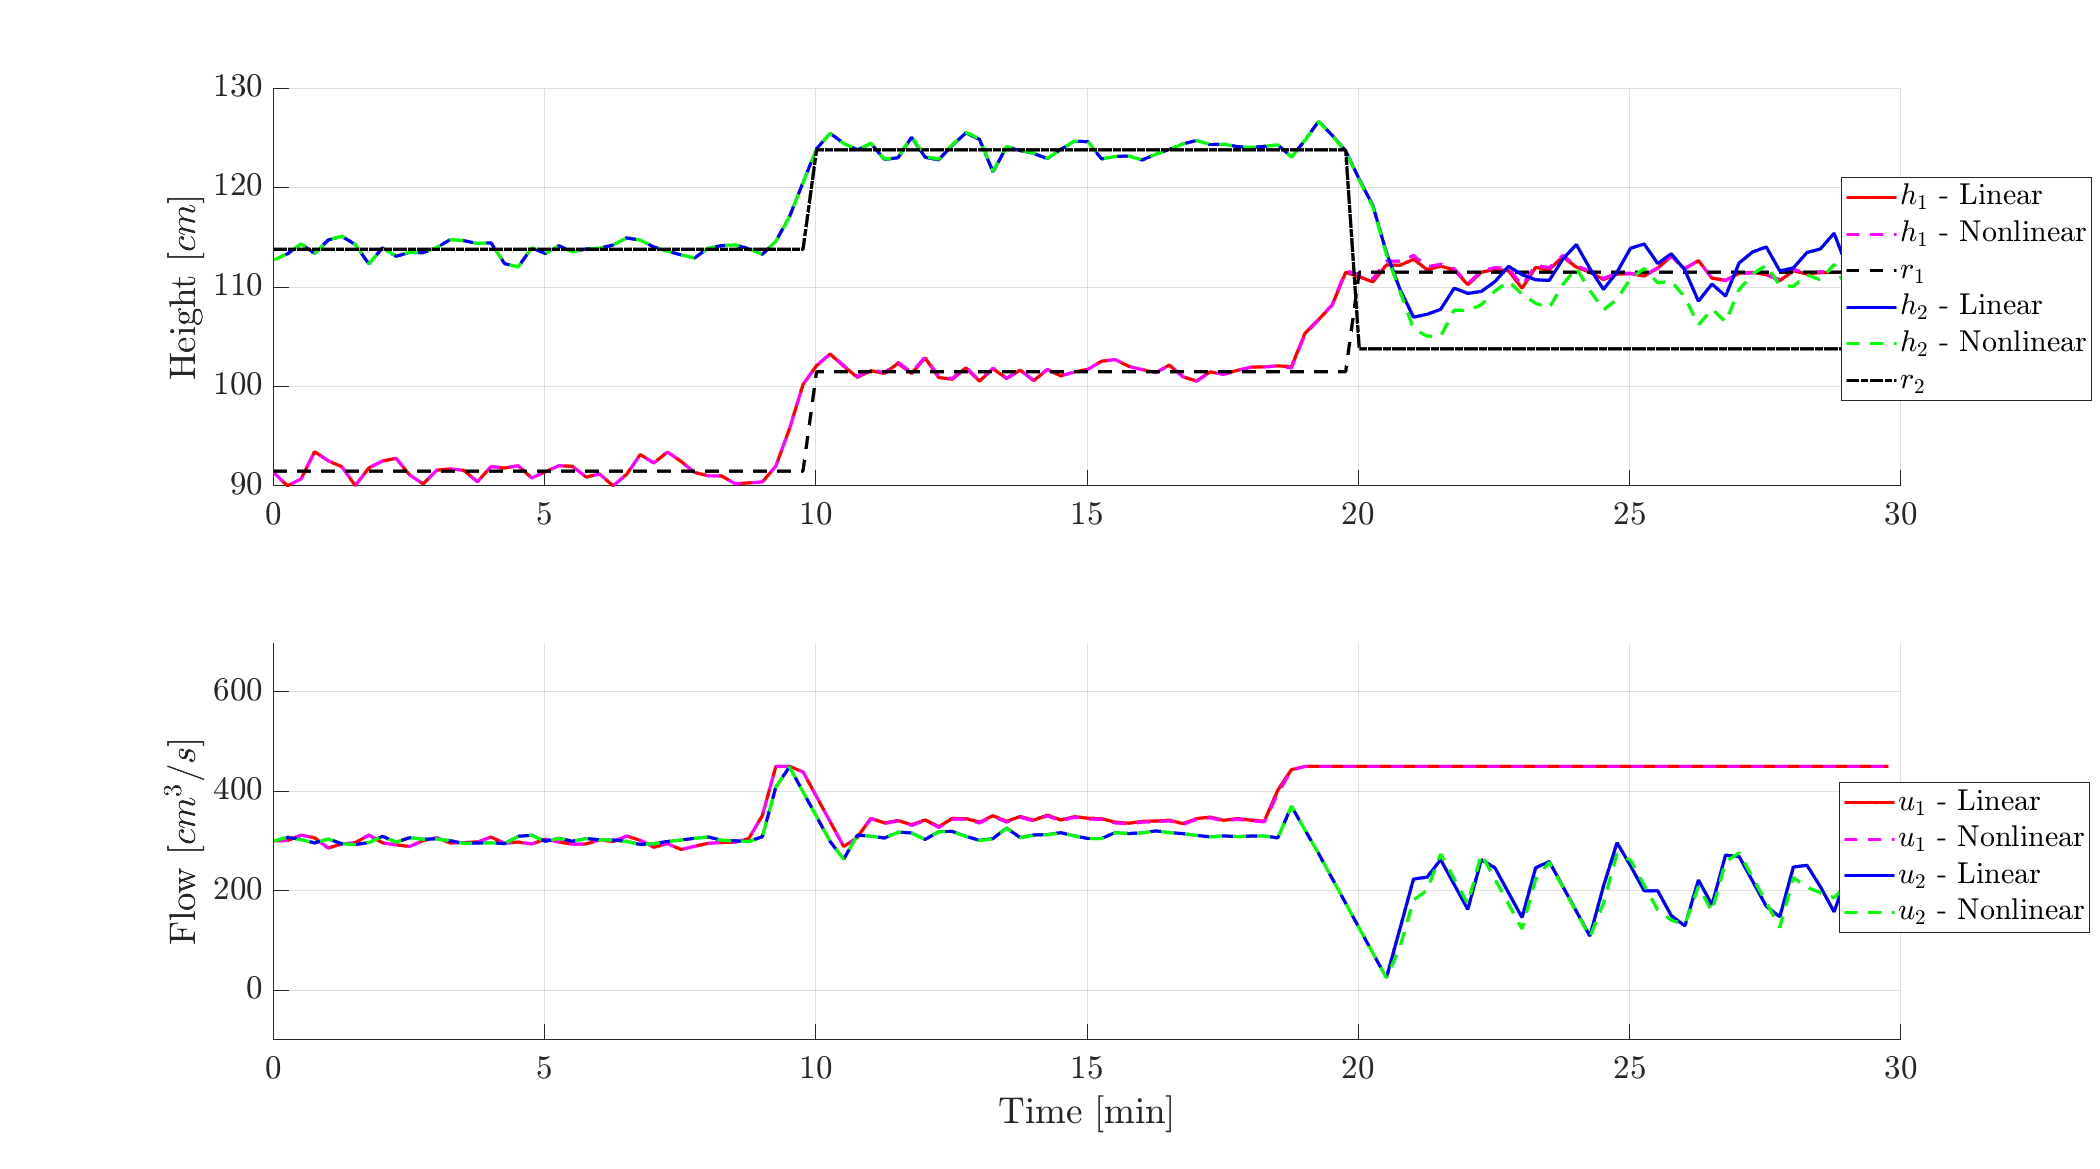 130
120
110
100
90
Height [cm]
0 5 10 15 20 25 30
h₁ - Linear
h₁ - Nonlinear
r₁
h₂ - Linear
h₂ - Nonlinear
r₂
600
400
200
0
Flow [cm³/s]
0 5 10 15 20 25 30
Time [min]
u₁ - Linear
u₁ - Nonlinear
u₂ - Linear
u₂ - Nonlinear